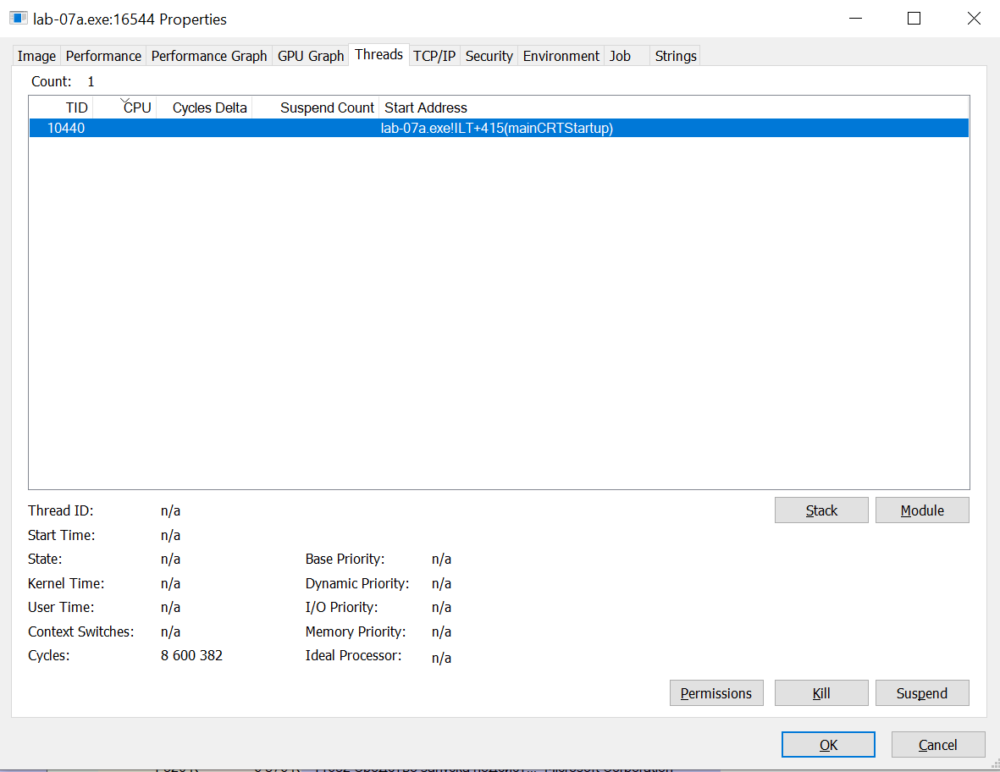 lab-07a.exe:16544 Properties
Image Performance Performance Graph GPU Graph Threads TCP/IP Security Environment Job Strings
Count: 1
TID CPU Cycles Delta Suspend Count Start Address
10440 lab-07a.exe!ILT+415(mainCRTStartup)
Thread ID: n/a Stack Module
Start Time: n/a
State: n/a Base Priority: n/a
Kernel Time: n/a Dynamic Priority: n/a
User Time: n/a I/O Priority: n/a
Context Switches: n/a Memory Priority: n/a
Cycles: 8 600 382 Ideal Processor: n/a
Permissions Kill Suspend
OK Cancel
Microsoft Corporation